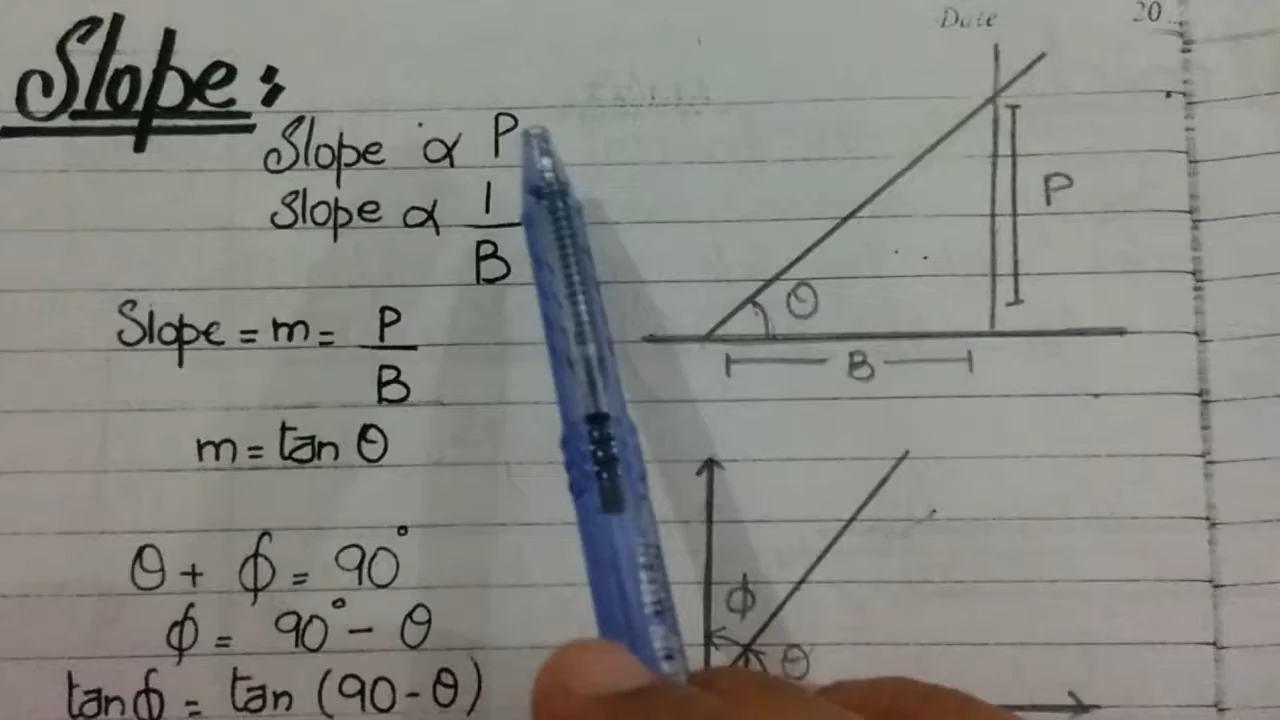 Date 20
Slope:
Slope ∝ P
Slope ∝ 1/B
Slope = m = P/B
m = tan θ
θ + ϕ = 90°
ϕ = 90° - θ
tanϕ = tan (90-θ)
P
θ
B
ϕ
θ